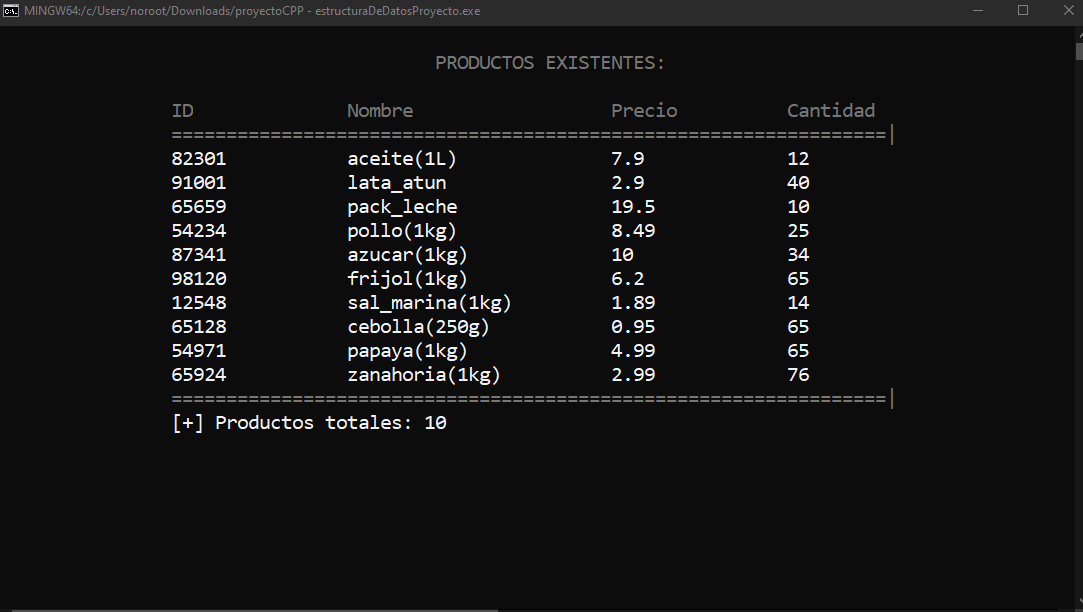 MINGW64:/c/Users/noroot/Downloads/proyectoCPP - estructuraDeDatosProyecto.exe
PRODUCTOS EXISTENTES:
ID Nombre Precio Cantidad
=================================================================|
82301 aceite(1L) 7.9 12
91001 lata_atun 2.9 40
65659 pack_leche 19.5 10
54234 pollo(1kg) 8.49 25
87341 azucar(1kg) 10 34
98120 frijol(1kg) 6.2 65
12548 sal_marina(1kg) 1.89 14
65128 cebolla(250g) 0.95 65
54971 papaya(1kg) 4.99 65
65924 zanahoria(1kg) 2.99 76
=================================================================|
[+] Productos totales: 10